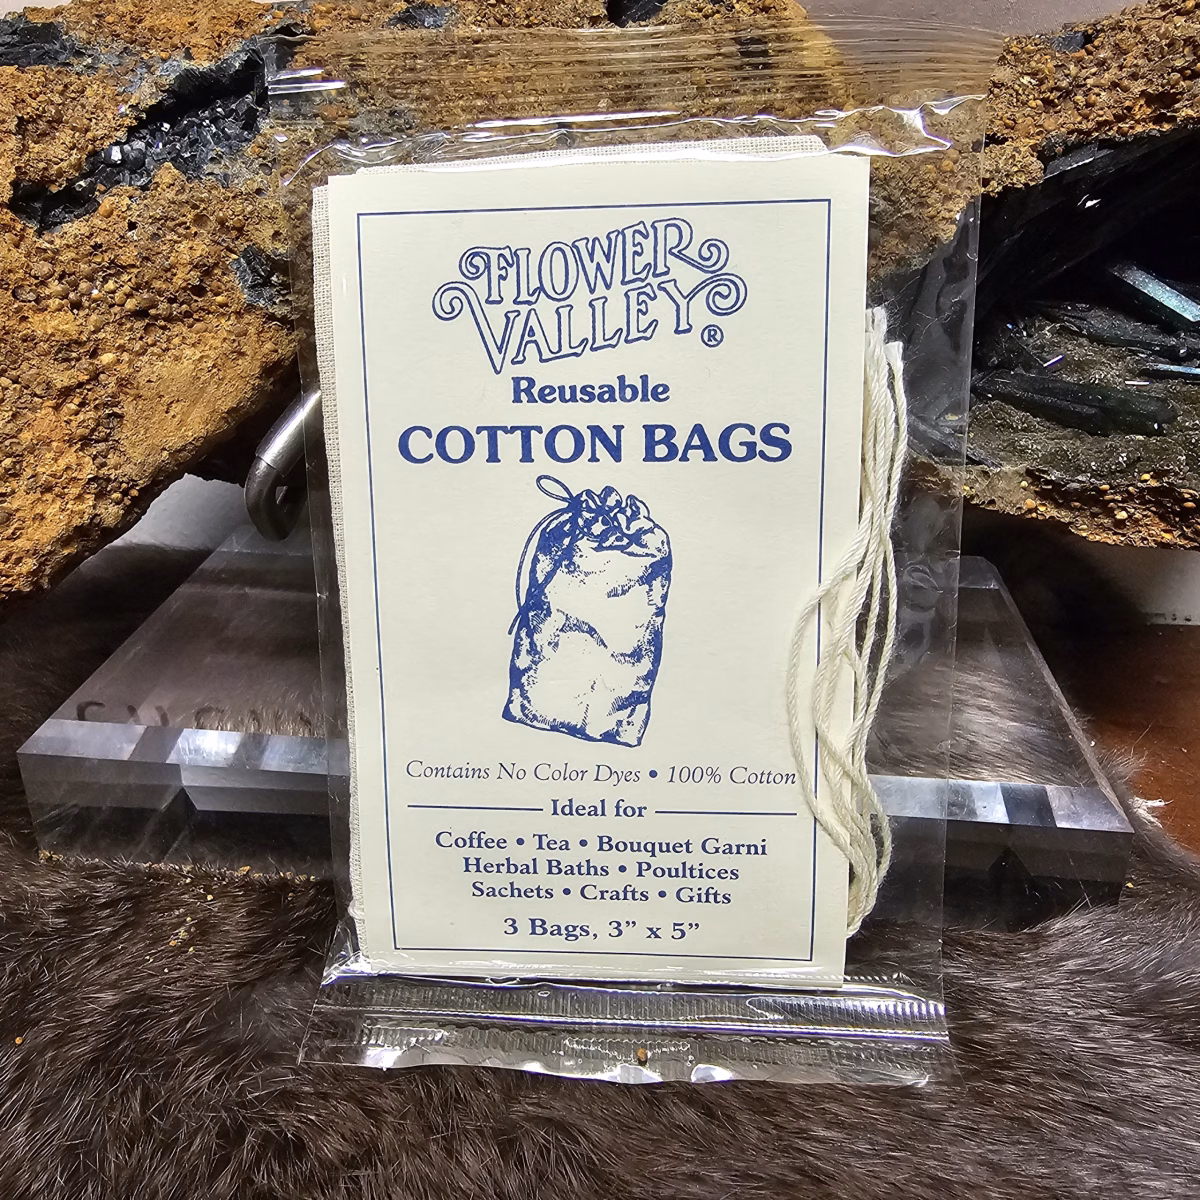 FLOWER
VALLEY®
Reusable
COTTON BAGS
Contains No Color Dyes • 100% Cotton
Ideal for
Coffee • Tea • Bouquet Garni
Herbal Baths • Poultices
Sachets • Crafts • Gifts
3 Bags, 3” x 5”